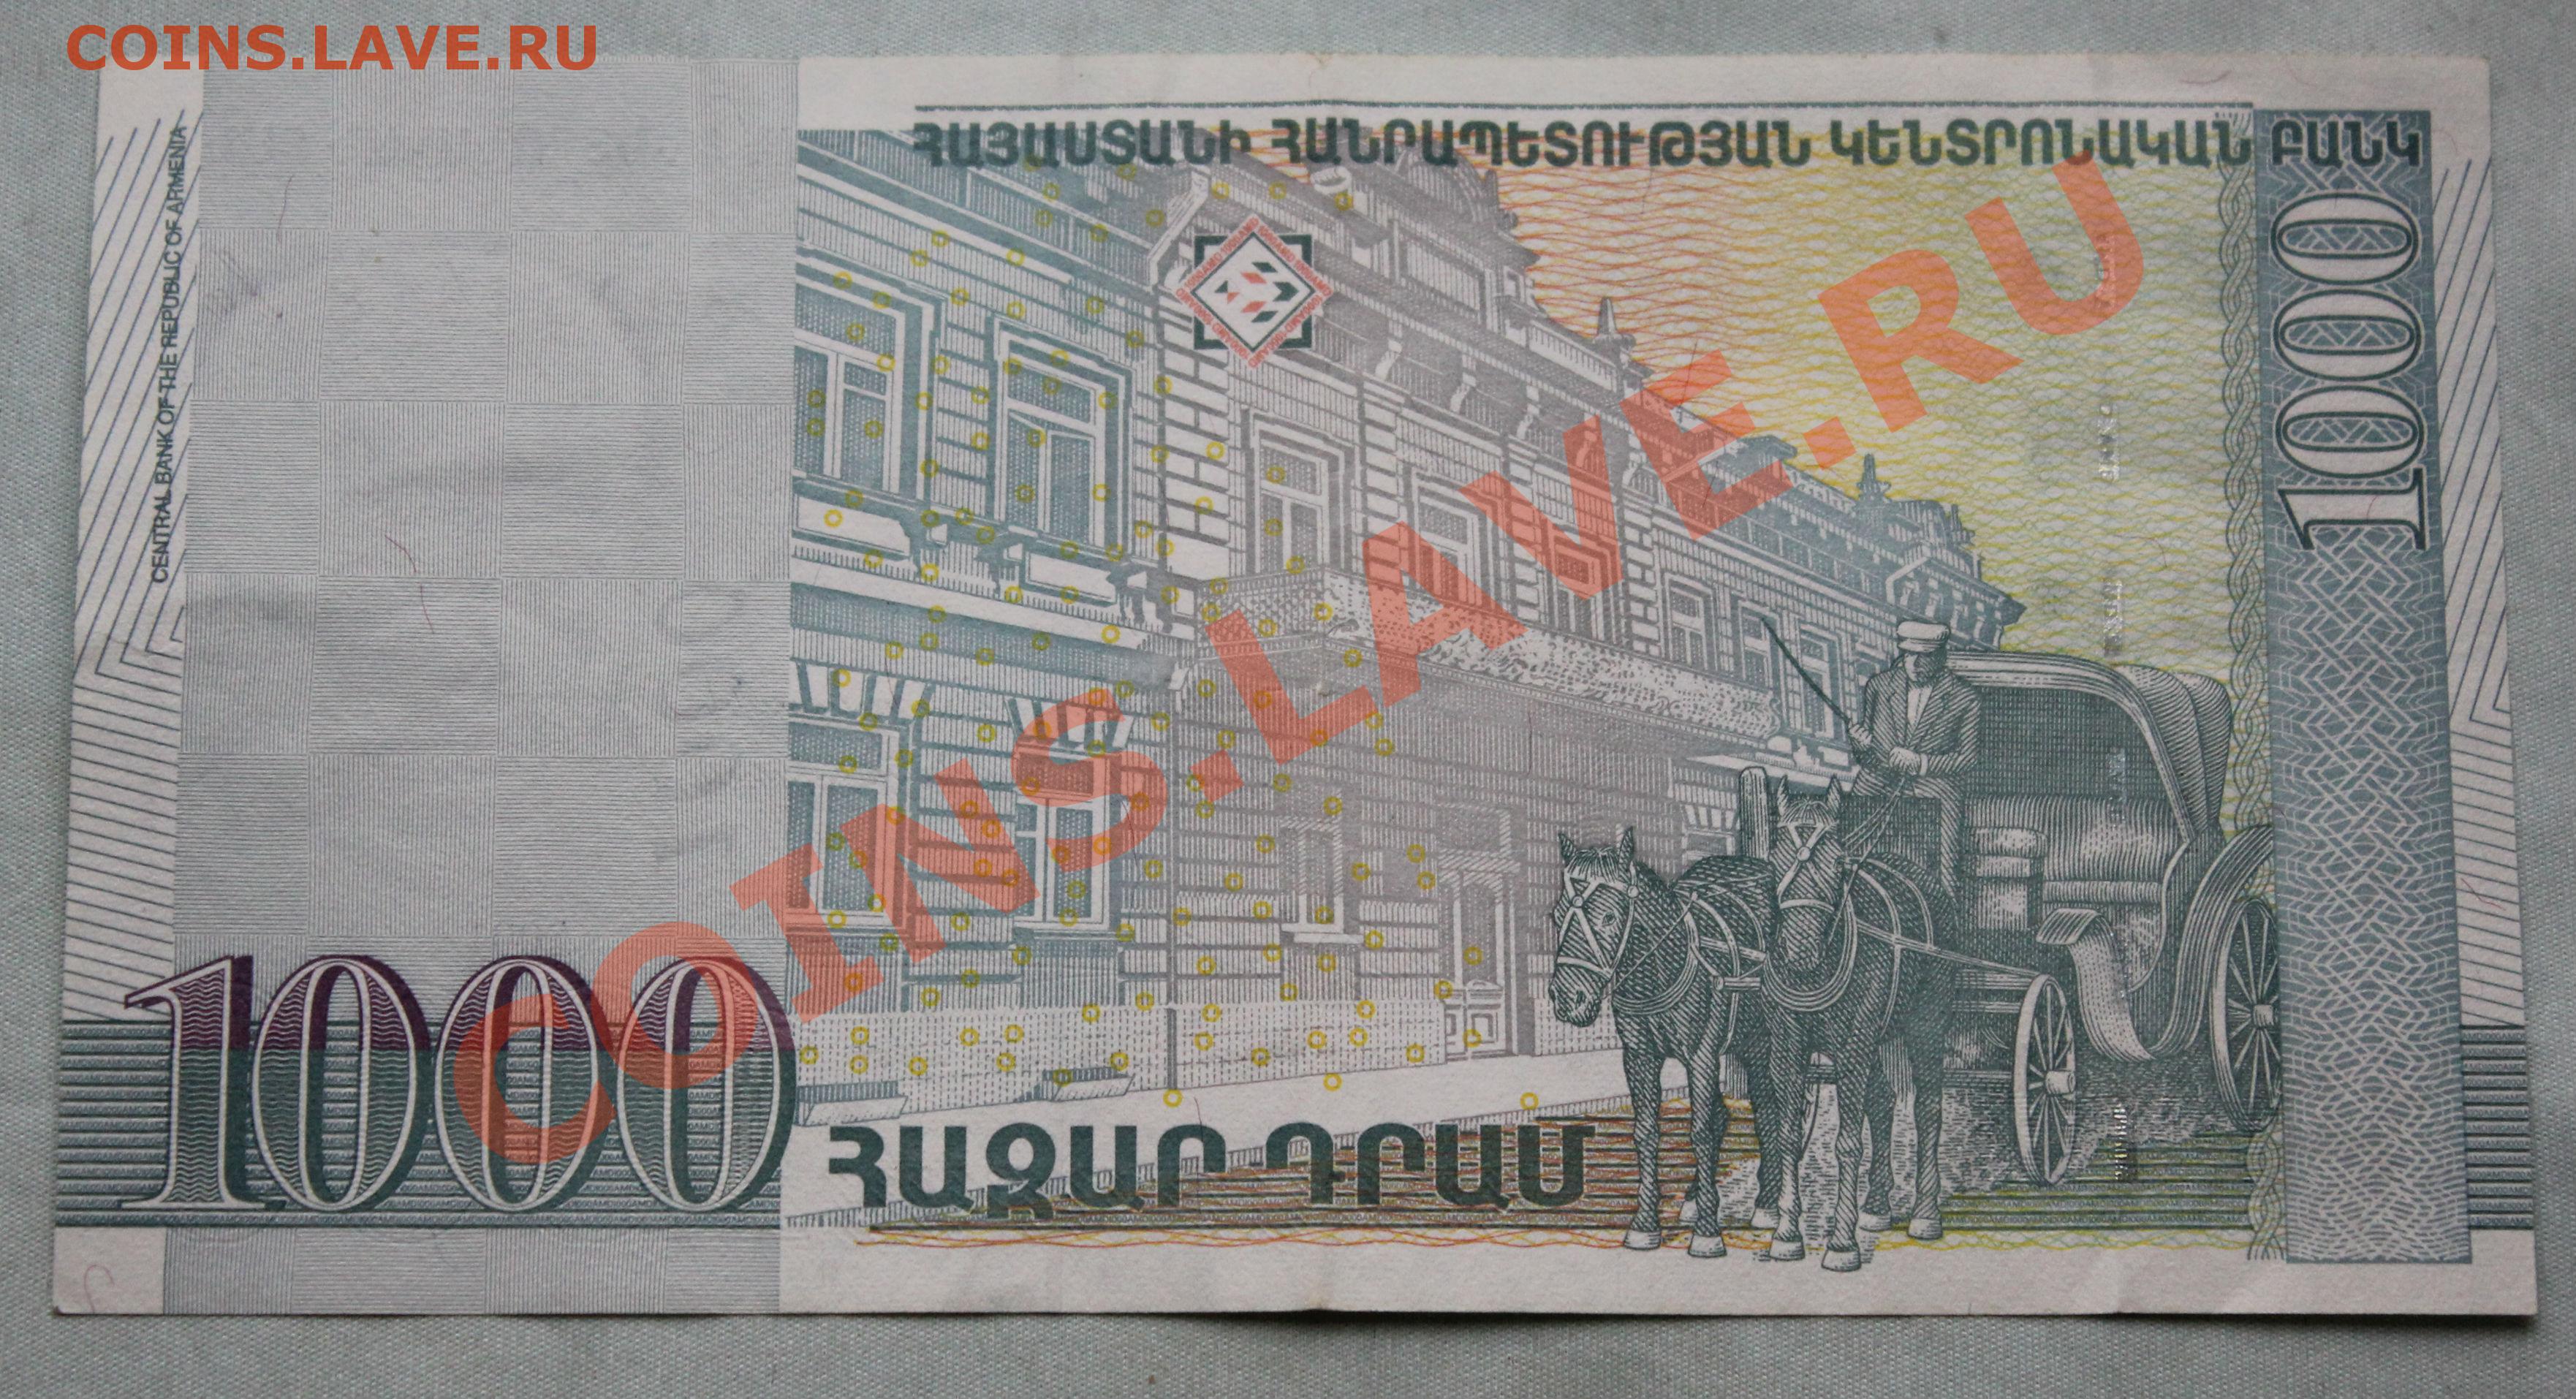 COINS.LAVE.RU
ՀԱՅԱՍՏԱՆԻ ՀԱՆՐԱՊԵՏՈՒԹՅԱՆ ԿԵՆՏՐՈՆԱԿԱՆ ԲԱՆԿ
CENTRAL BANK OF THE REPUBLIC OF ARMENIA
1000
COINS.LAVE.RU
1000
ՀԱԶԱՐ ԴՐԱՄ